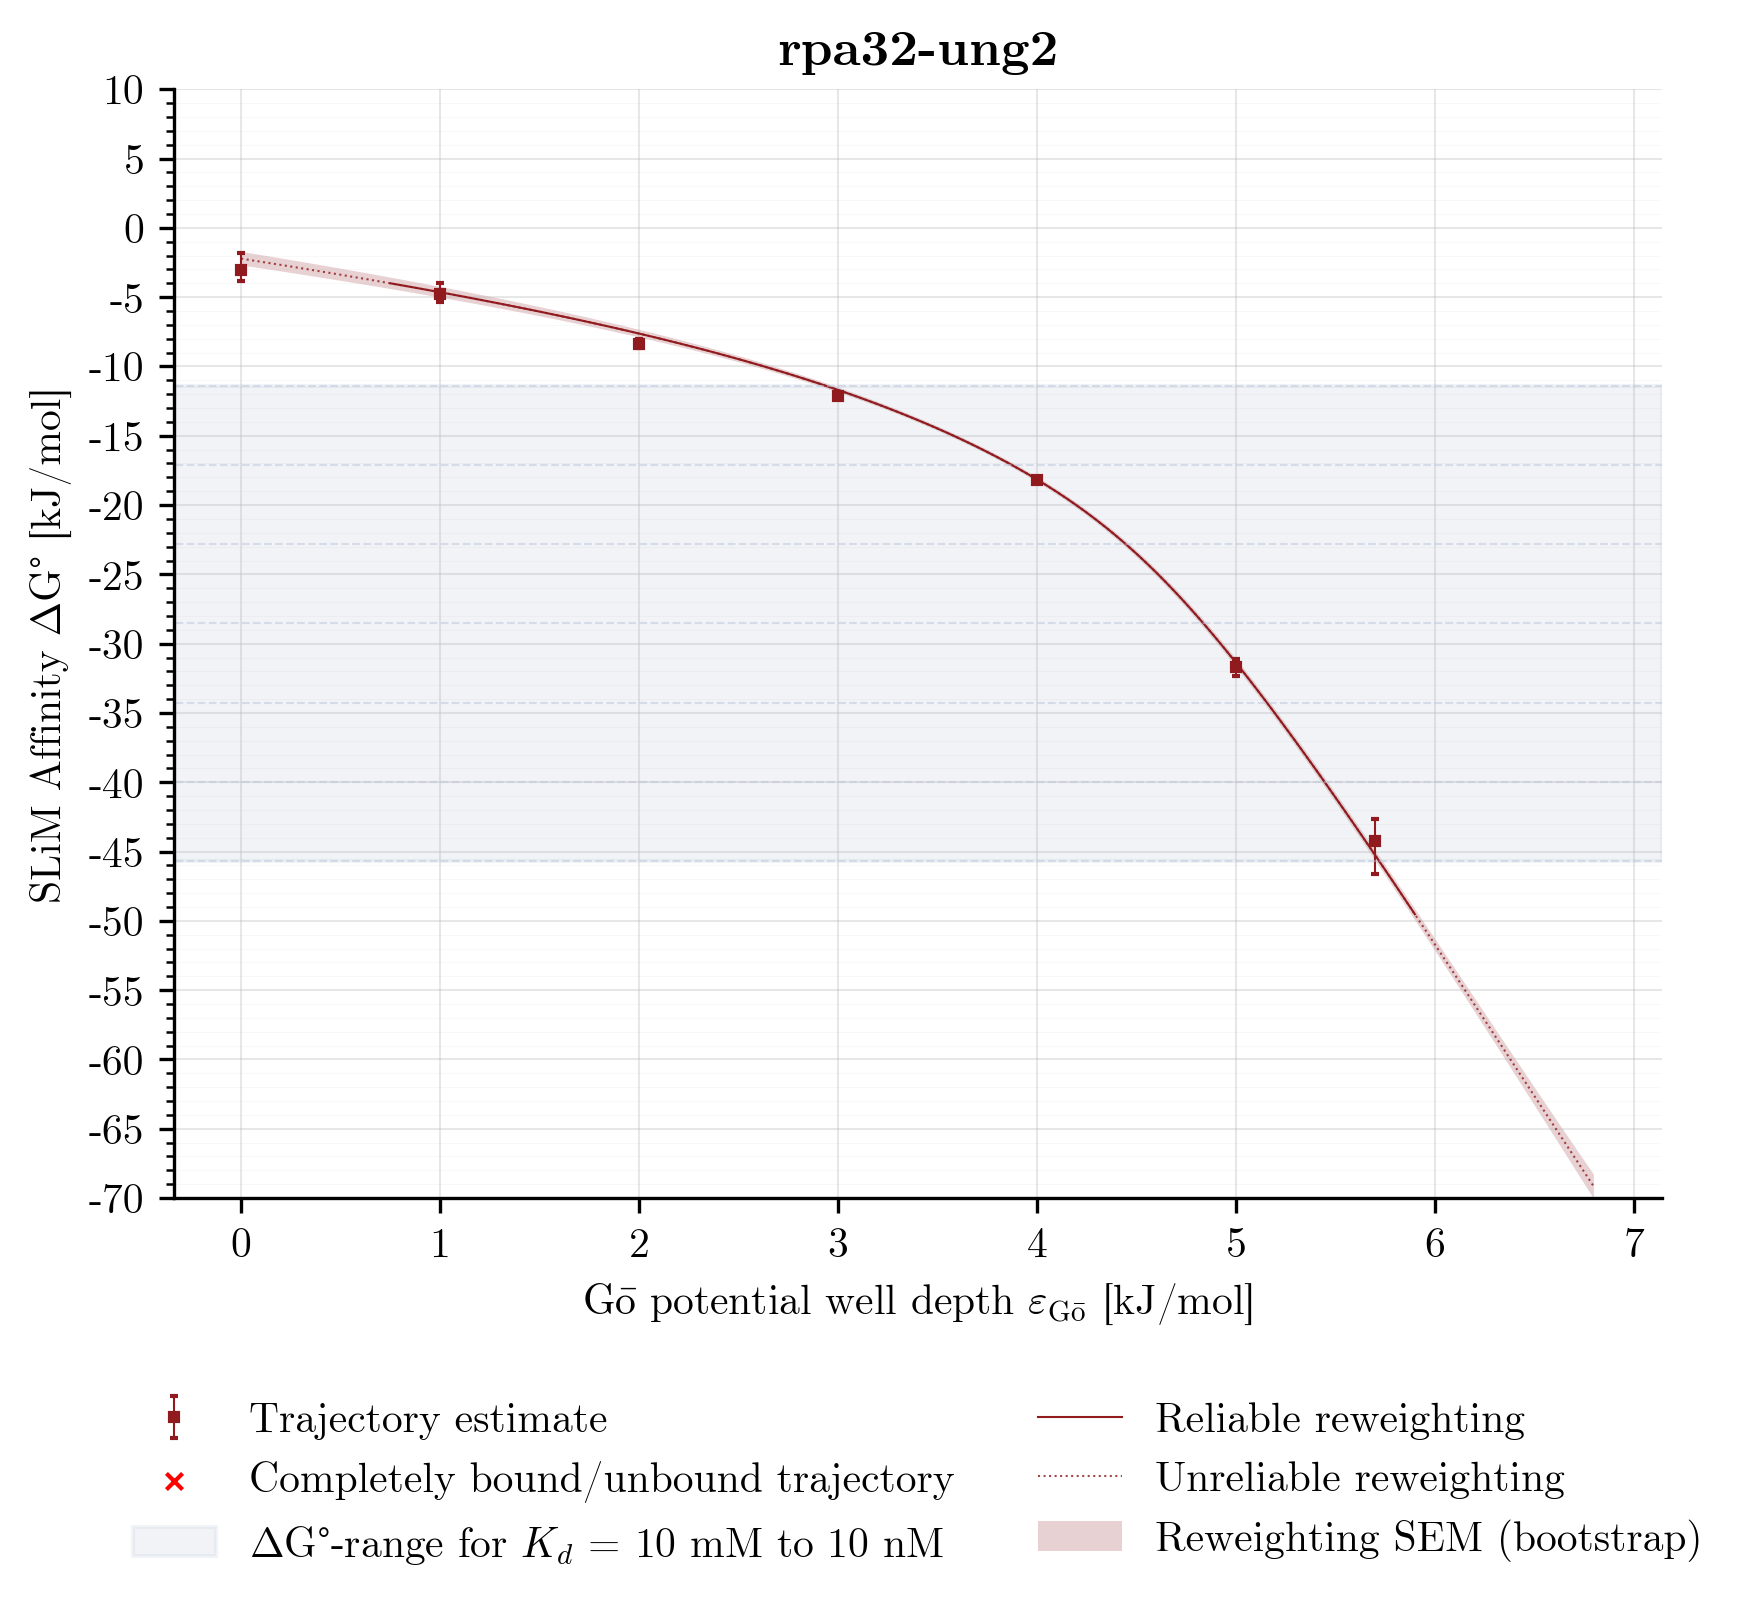 rpa32-ung2
10
5
0
-5
-10
-15
-20
-25
-30
-35
-40
-45
-50
-55
-60
-65
-70
SLiM Affinity ΔG° [kJ/mol]
0 1 2 3 4 5 6 7
Gō potential well depth εGō [kJ/mol]
Trajectory estimate
Completely bound/unbound trajectory
ΔG°-range for Kd = 10 mM to 10 nM
Reliable reweighting
Unreliable reweighting
Reweighting SEM (bootstrap)